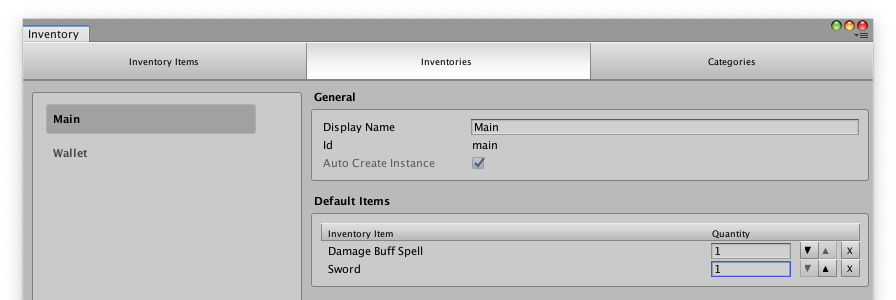 Inventory
Inventory Items
Inventories
Categories
Main
Wallet
General
Display Name Main
Id main
Auto Create Instance
Default Items
Inventory Item Quantity
Damage Buff Spell 1 X
Sword 1 X